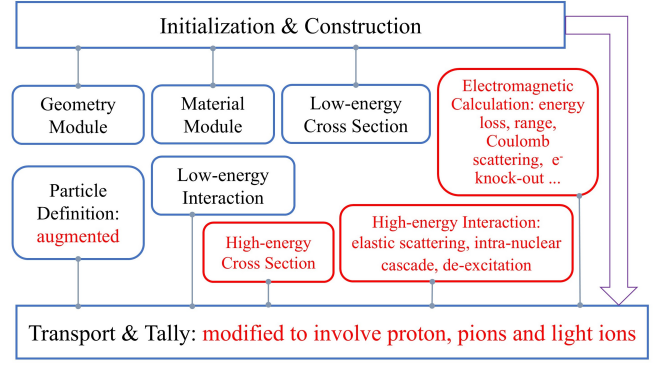 Initialization & Construction
Geometry
Module
Material
Module
Low-energy
Cross Section
Electromagnetic
Calculation: energy
loss, range,
Coulomb
scattering, e-
knock-out ...
Particle
Definition:
augmented
Low-energy
Interaction
High-energy
Cross Section
High-energy Interaction:
elastic scattering, intra-nuclear
cascade, de-excitation
Transport & Tally: modified to involve proton, pions and light ions